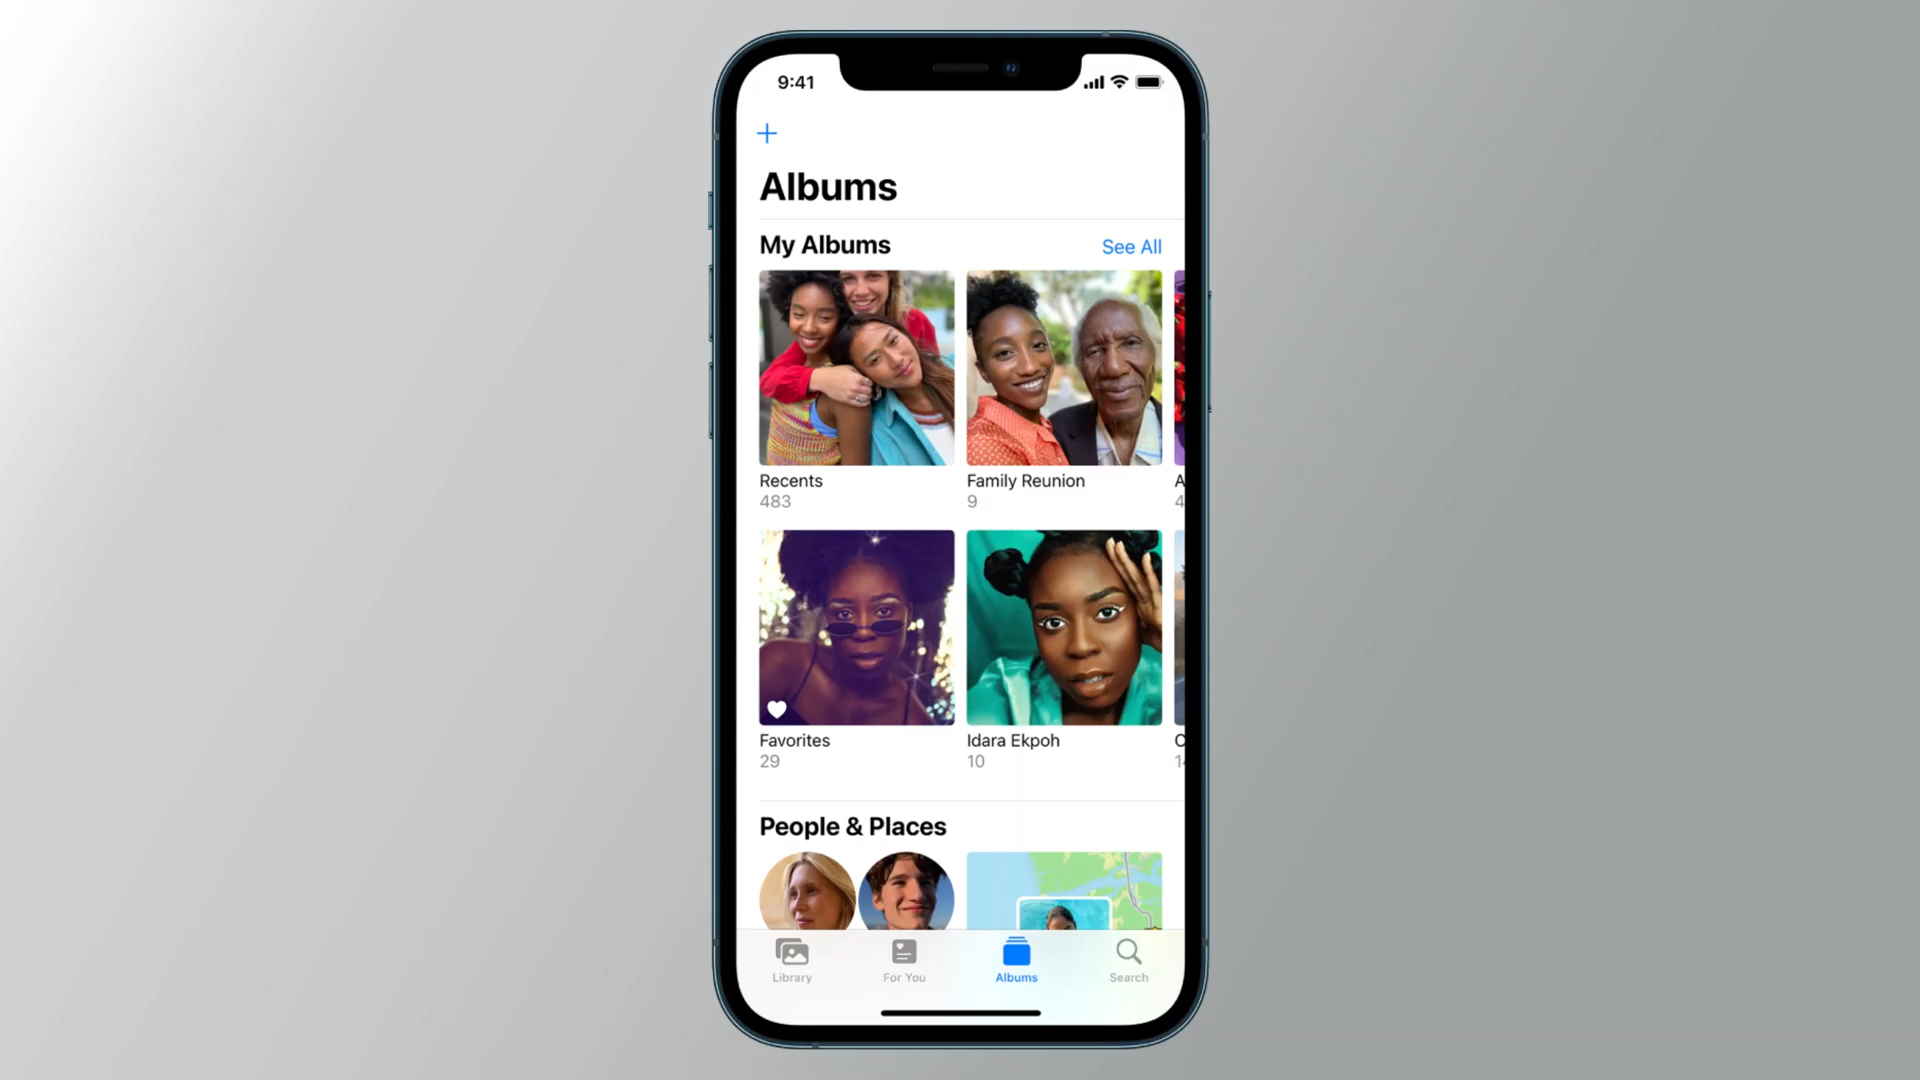 9:41
+
Albums
My Albums See All
Recents Family Reunion A
483 9 4
Favorites Idara Ekpoh
29 10
People & Places
Library For You Albums Search